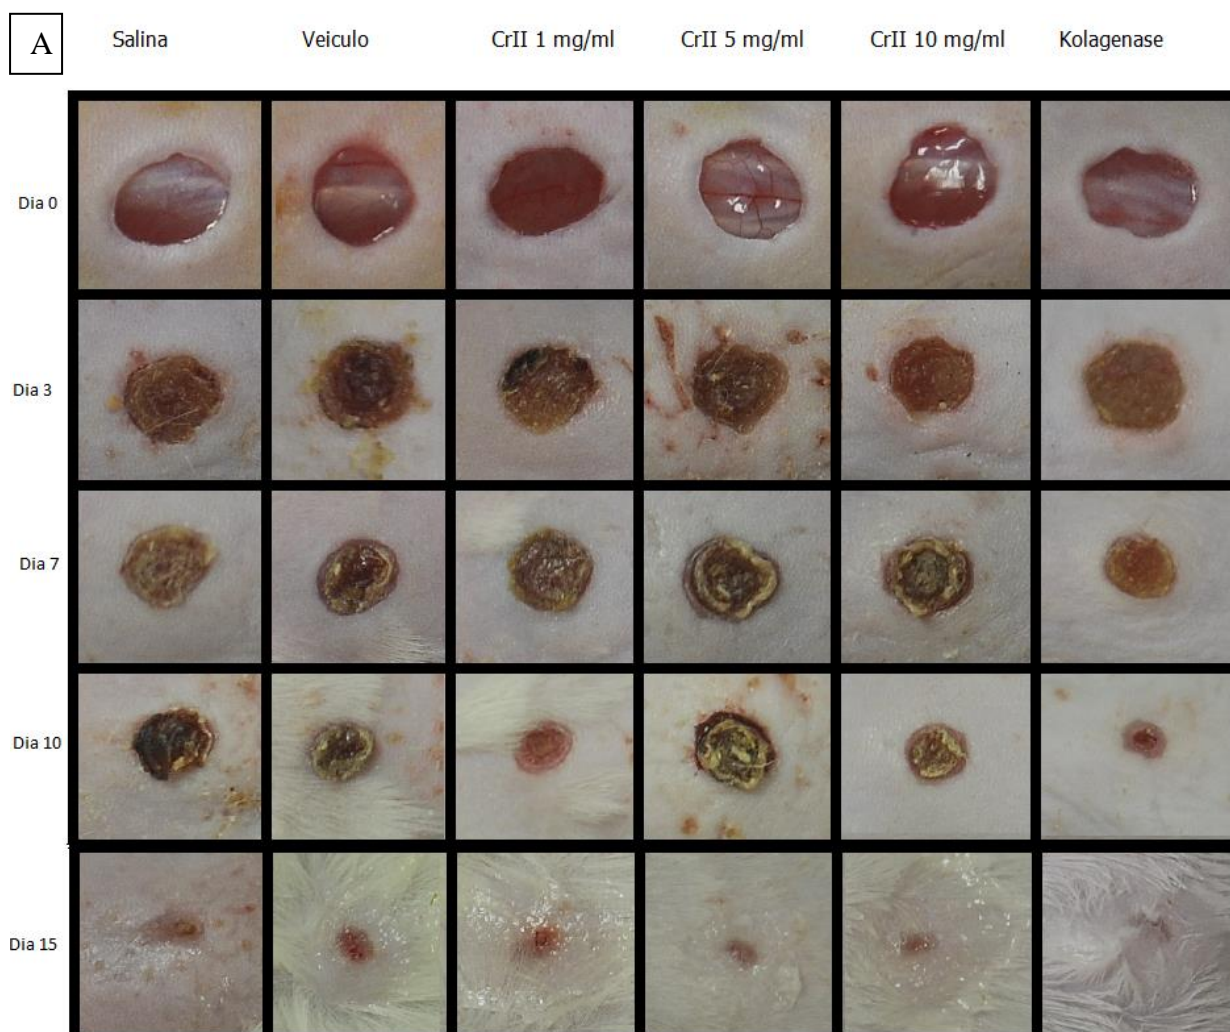 A
Salina Veiculo CrII 1 mg/ml CrII 5 mg/ml CrII 10 mg/ml Kolagenase
Dia 0
Dia 3
Dia 7
Dia 10
Dia 15